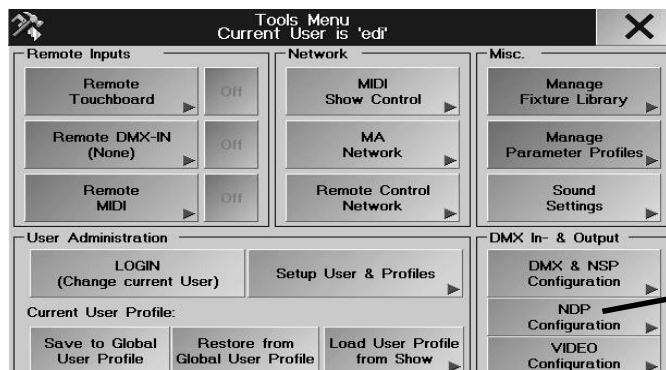 Tools Menu
Current User is 'edi'
Remote Inputs
Network
Misc.
Remote
Touchboard
Off
MIDI
Show Control
Manage
Fixture Library
Remote DMX-IN
(None)
Off
MA
Network
Manage
Parameter Profiles
Remote
MIDI
Off
Remote Control
Network
Sound
Settings
User Administration
DMX In- & Output
LOGIN
(Change current User)
Setup User & Profiles
DMX & NSP
Configuration
Current User Profile:
NDP
Configuration
Save to Global
User Profile
Restore from
Global User Profile
Load User Profile
from Show
VIDEO
Configuration